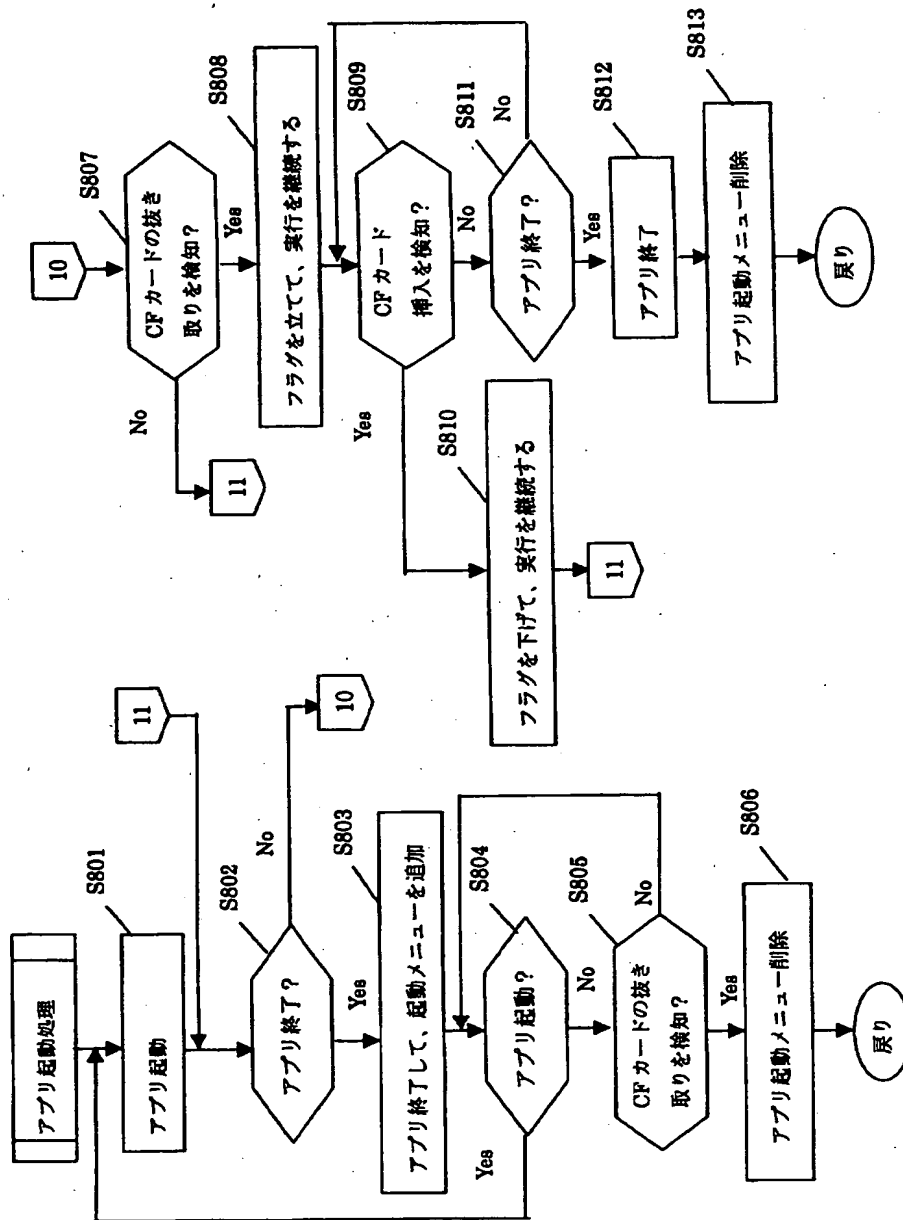 アプリ起動処理
アプリ起動
S801
11
アプリ終了?
S802
No
10
Yes
アプリ終了して、起動メニューを追加
S803
アプリ起動?
S804
Yes
No
CFカードの抜き
取りを検知?
S805
No
Yes
アプリ起動メニュー削除
S806
戻り
10
CFカードの抜き
取りを検知?
S807
No
11
Yes
フラグを立てて、実行を継続する
S808
CFカード
挿入を検知?
S809
Yes
No
フラグを下げて、実行を継続する
S810
11
アプリ終了?
S811
No
Yes
アプリ終了
S812
アプリ起動メニュー削除
S813
戻り